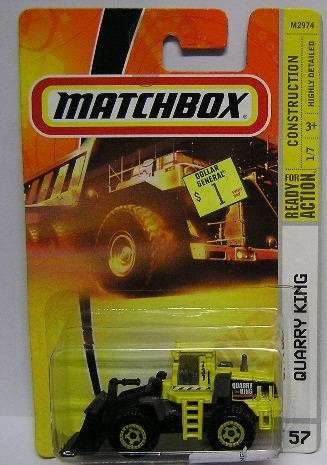 M2974
MATCHBOX
DOLLAR
GENERAL
$ 1
CONSTRUCTION
HIGHLY DETAILED
3+
1/7
READY FOR
ACTION
QUARRY KING
QUARRY
KING
57